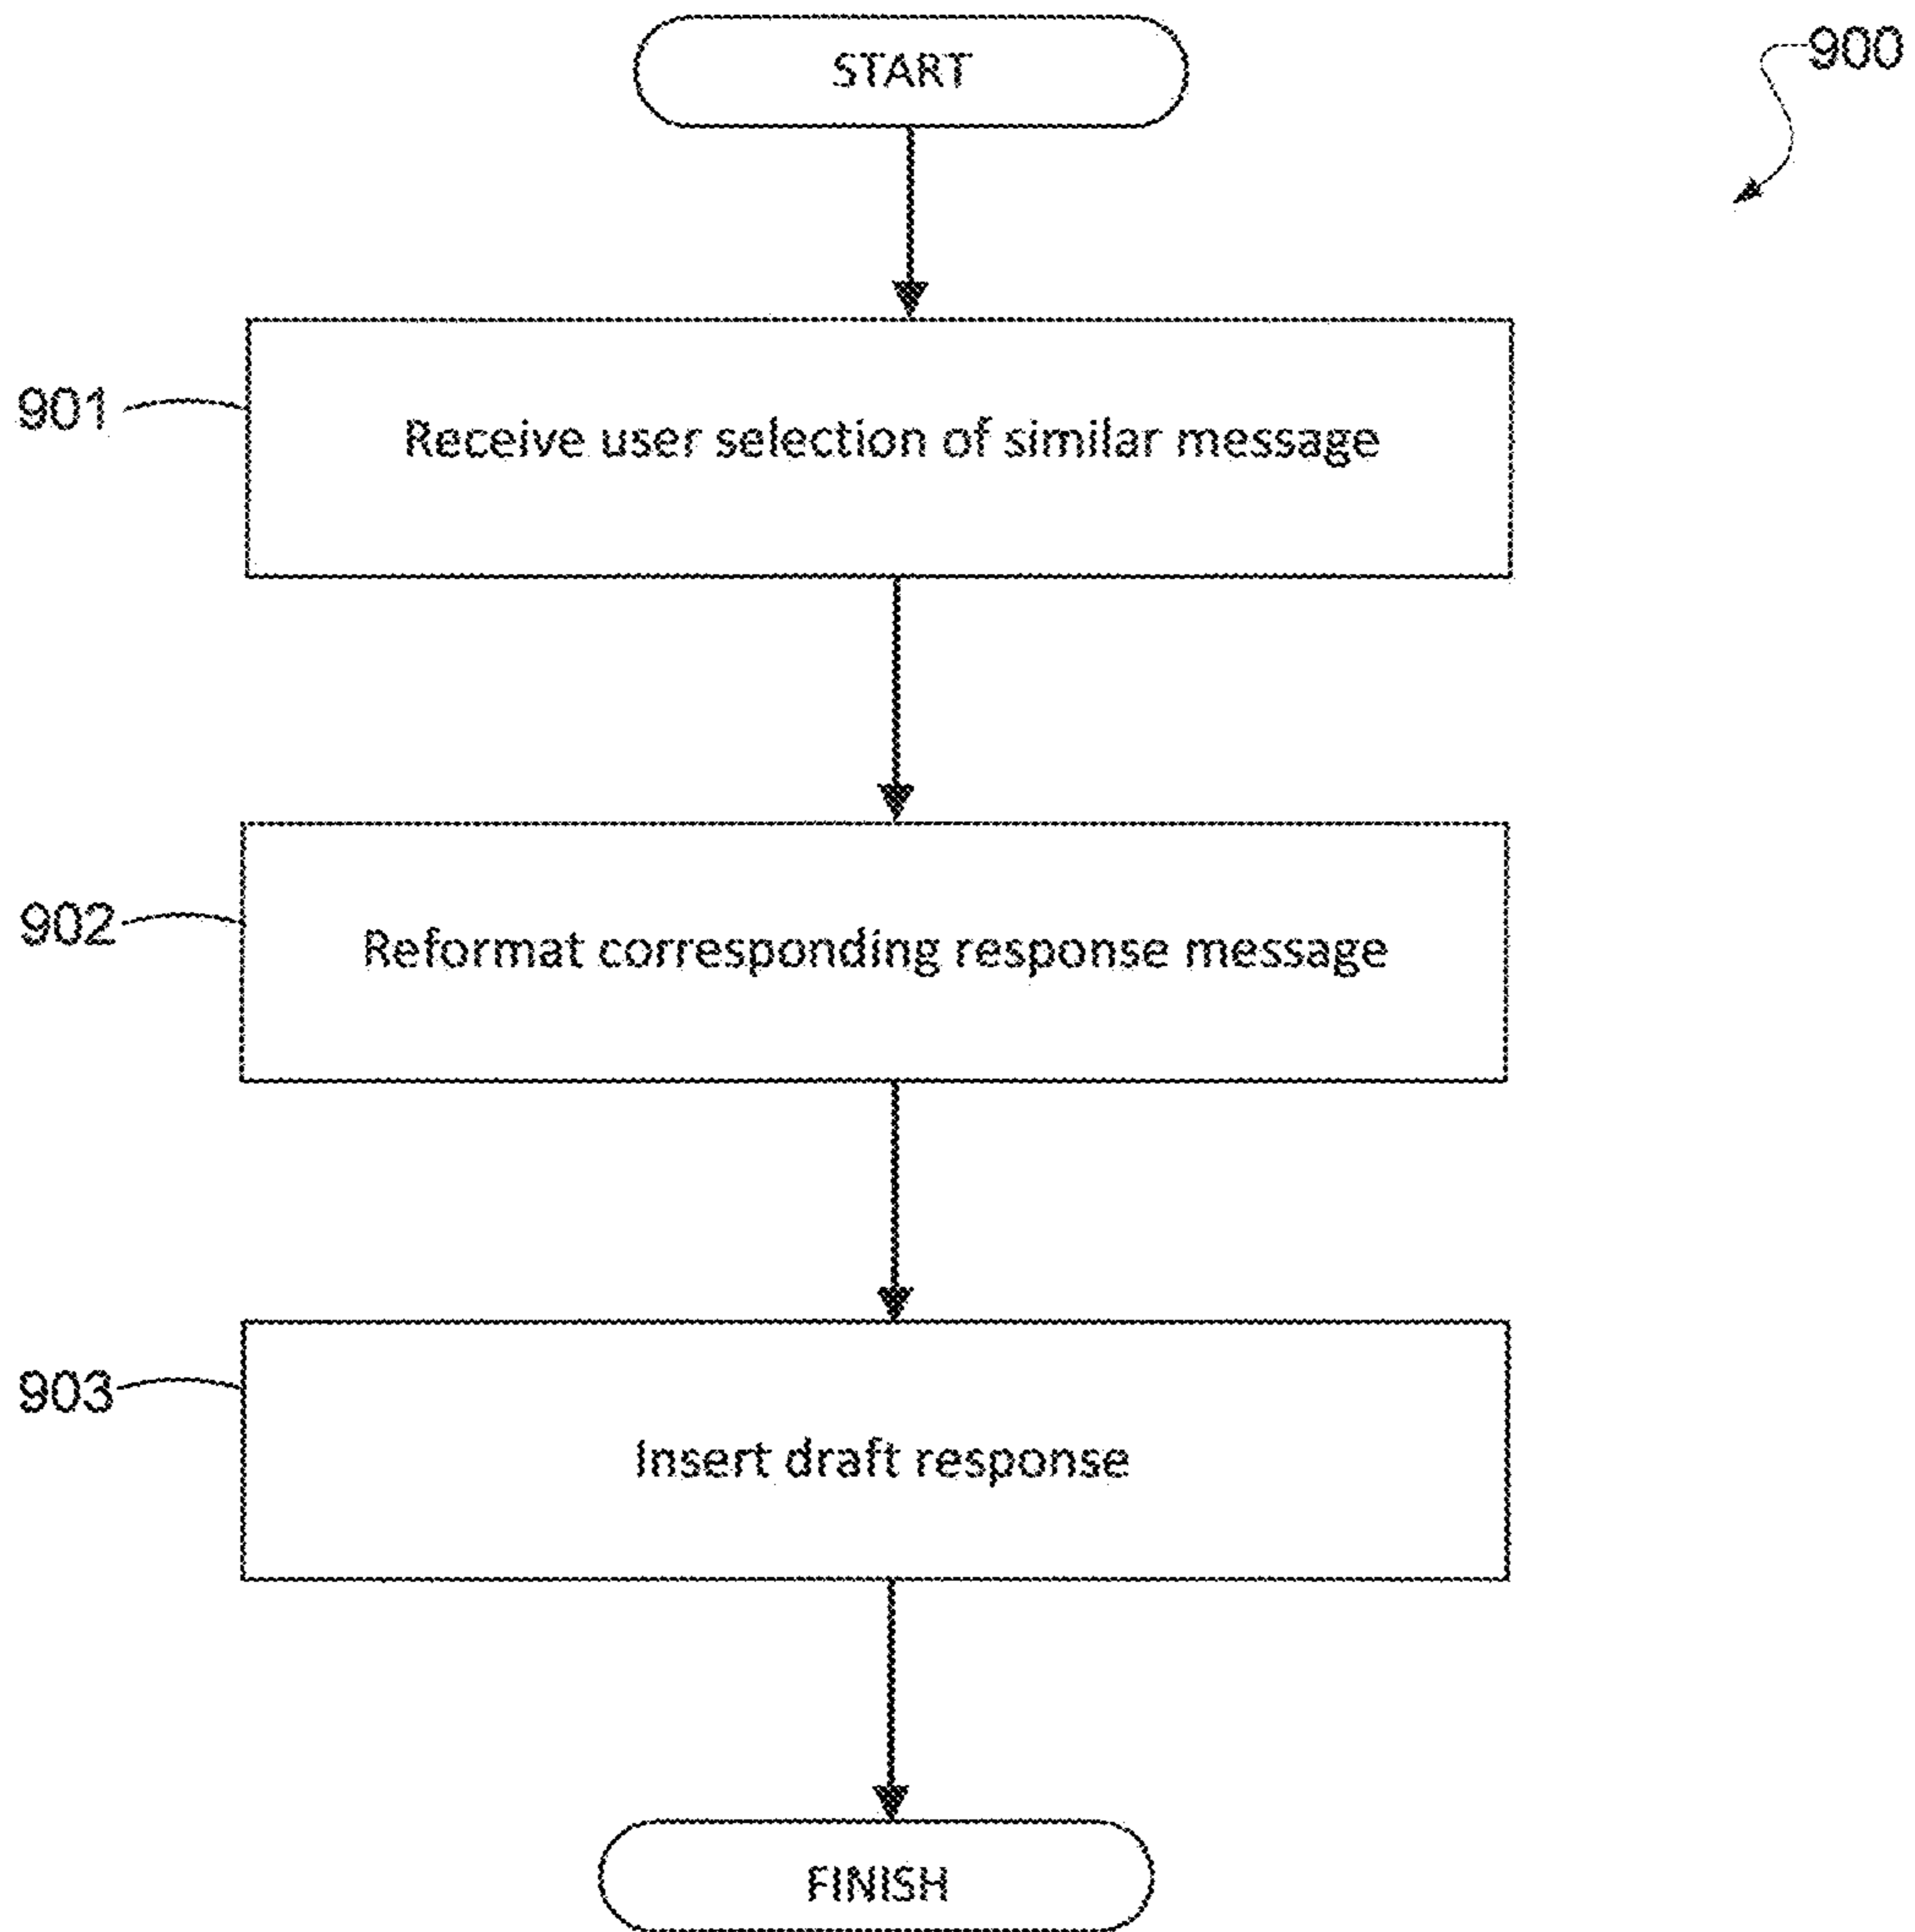 START
900
901
Receive user selection of similar message
902
Reformat corresponding response message
903
Insert draft response
FINISH